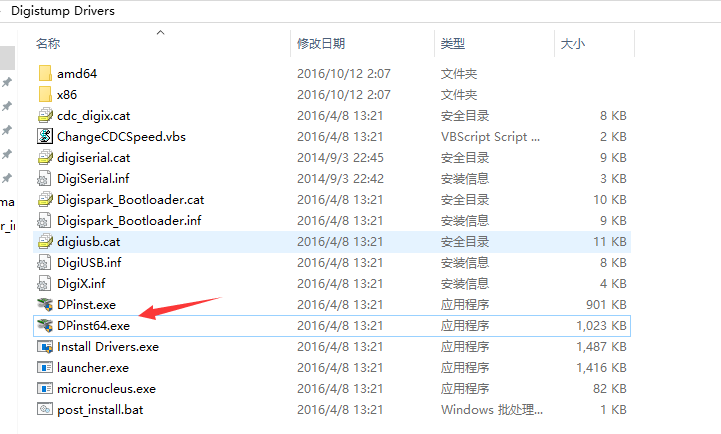 Digistump Drivers
名称 修改日期 类型 大小
amd64 2016/10/12 2:07 文件夹
x86 2016/10/12 2:07 文件夹
cdc_digix.cat 2016/4/8 13:21 安全目录 8 KB
ChangeCDCSpeed.vbs 2016/4/8 13:21 VBScript Script ... 2 KB
digiserial.cat 2014/9/3 22:45 安全目录 9 KB
DigiSerial.inf 2014/9/3 22:42 安装信息 3 KB
Digispark_Bootloader.cat 2016/4/8 13:21 安全目录 10 KB
Digispark_Bootloader.inf 2016/4/8 13:21 安装信息 9 KB
digiusb.cat 2016/4/8 13:21 安全目录 11 KB
DigiUSB.inf 2016/4/8 13:21 安装信息 8 KB
DigiX.inf 2016/4/8 13:21 安装信息 4 KB
DPinst.exe 2016/4/8 13:21 应用程序 901 KB
DPinst64.exe 2016/4/8 13:21 应用程序 1,023 KB
Install Drivers.exe 2016/4/8 13:21 应用程序 1,487 KB
launcher.exe 2016/4/8 13:21 应用程序 1,416 KB
micronucleus.exe 2016/4/8 13:21 应用程序 82 KB
post_install.bat 2016/4/8 13:21 Windows 批处理... 1 KB